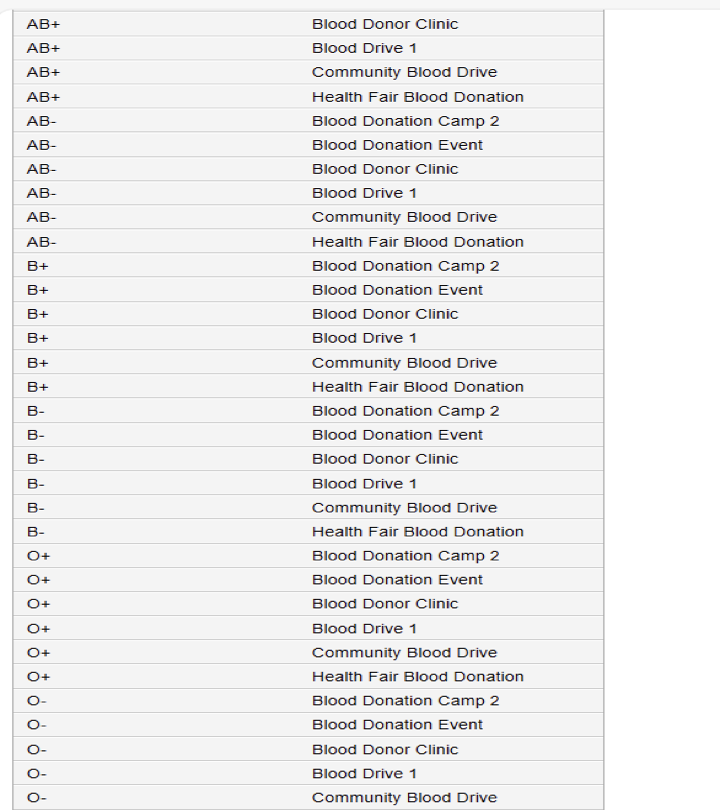 AB+ Blood Donor Clinic
AB+ Blood Drive 1
AB+ Community Blood Drive
AB+ Health Fair Blood Donation
AB- Blood Donation Camp 2
AB- Blood Donation Event
AB- Blood Donor Clinic
AB- Blood Drive 1
AB- Community Blood Drive
AB- Health Fair Blood Donation
B+ Blood Donation Camp 2
B+ Blood Donation Event
B+ Blood Donor Clinic
B+ Blood Drive 1
B+ Community Blood Drive
B+ Health Fair Blood Donation
B- Blood Donation Camp 2
B- Blood Donation Event
B- Blood Donor Clinic
B- Blood Drive 1
B- Community Blood Drive
B- Health Fair Blood Donation
O+ Blood Donation Camp 2
O+ Blood Donation Event
O+ Blood Donor Clinic
O+ Blood Drive 1
O+ Community Blood Drive
O+ Health Fair Blood Donation
O- Blood Donation Camp 2
O- Blood Donation Event
O- Blood Donor Clinic
O- Blood Drive 1
O- Community Blood Drive